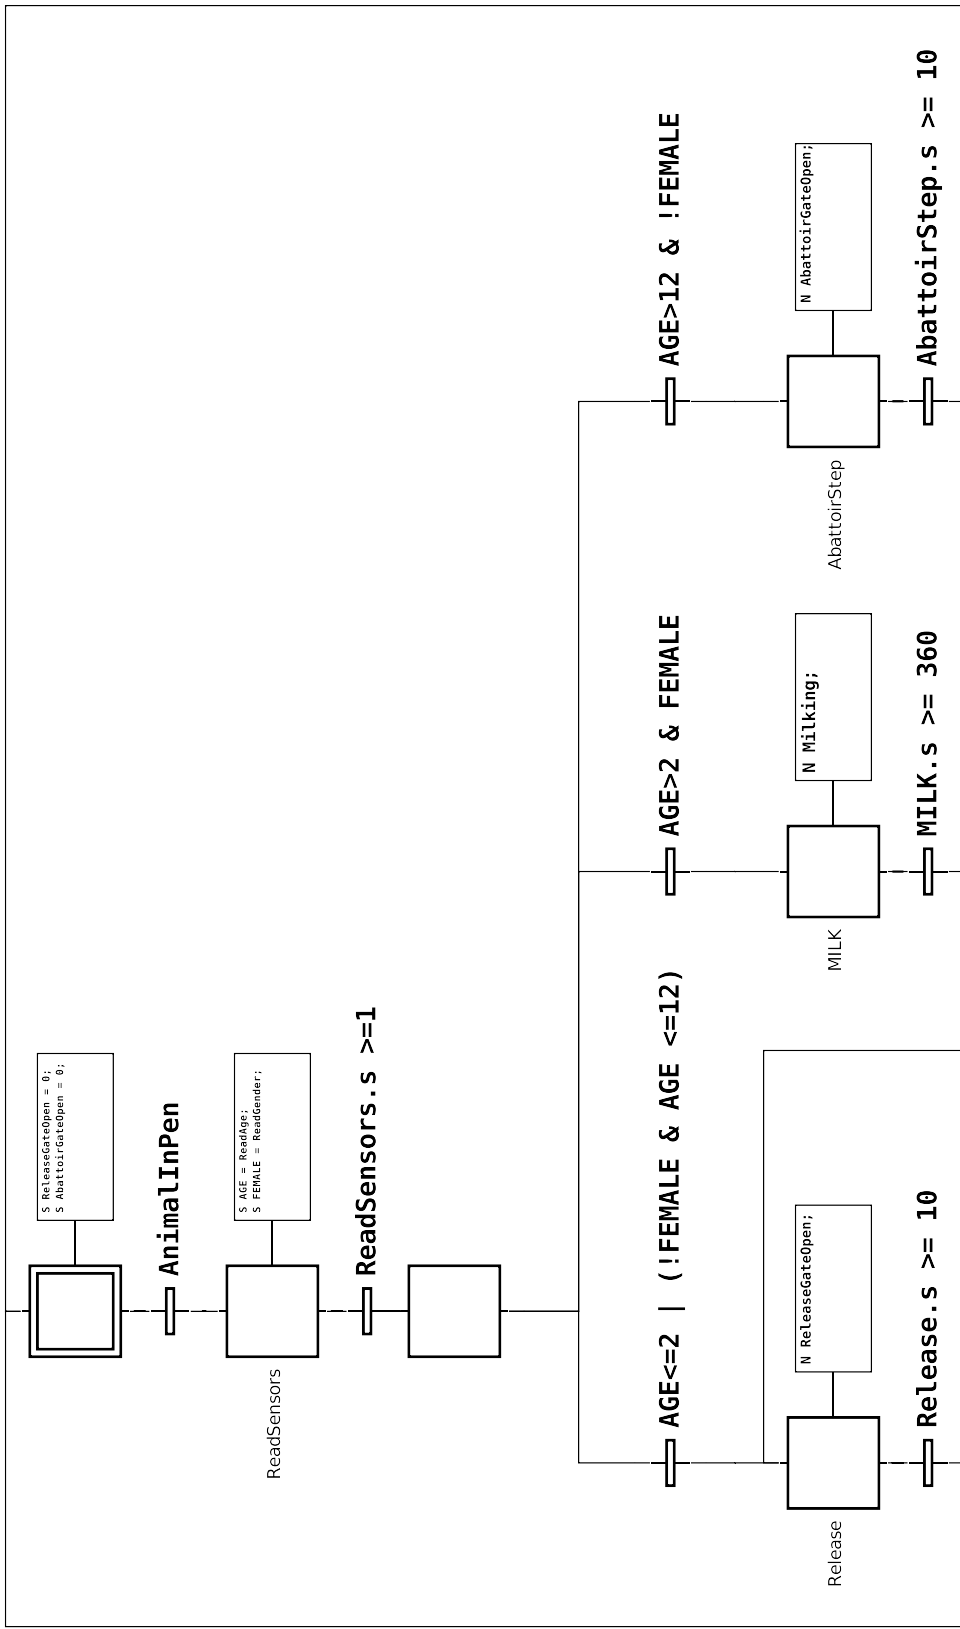 S ReleaseGateOpen = 0;
S AbattoirGateOpen = 0;
AnimalInPen
S AGE = ReadAge;
S FEMALE = ReadGender;
ReadSensors
ReadSensors.s >=1
AGE<=2 | (!FEMALE & AGE <=12)
AGE>2 & FEMALE
AGE>12 & !FEMALE
N ReleaseGateOpen;
Release
N Milking;
MILK
N AbattoirGateOpen;
AbattoirStep
Release.s >= 10
MILK.s >= 360
AbattoirStep.s >= 10